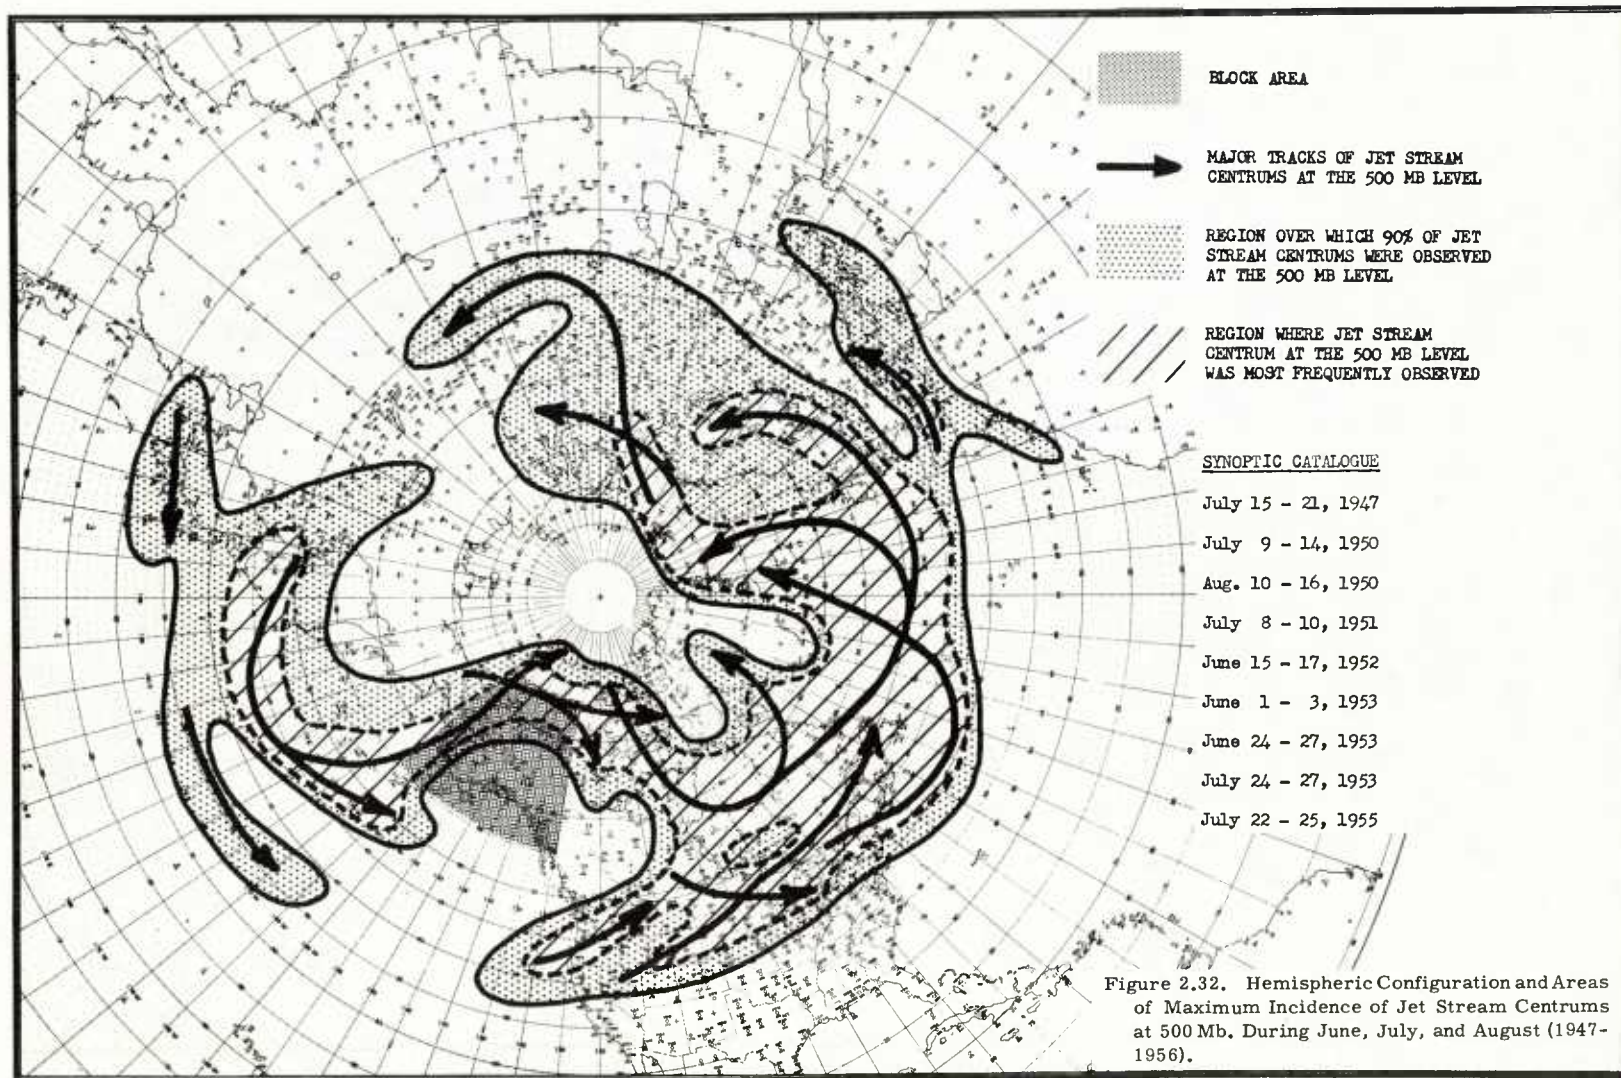 BLOCK AREA
MAJOR TRACKS OF JET STREAM
CENTRUMS AT THE 500 MB LEVEL
REGION OVER WHICH 90% OF JET
STREAM CENTRUMS WERE OBSERVED
AT THE 500 MB LEVEL
REGION WHERE JET STREAM
CENTRUM AT THE 500 MB LEVEL
WAS MOST FREQUENTLY OBSERVED
SYNOPTIC CATALOGUE
July 15 - 21, 1947
July 9 - 14, 1950
Aug. 10 - 16, 1950
July 8 - 10, 1951
June 15 - 17, 1952
June 1 - 3, 1953
June 24 - 27, 1953
July 24 - 27, 1953
July 22 - 25, 1955
Figure 2.32. Hemispheric Configuration and Areas
of Maximum Incidence of Jet Stream Centrums
at 500 Mb. During June, July, and August (1947-
1956).